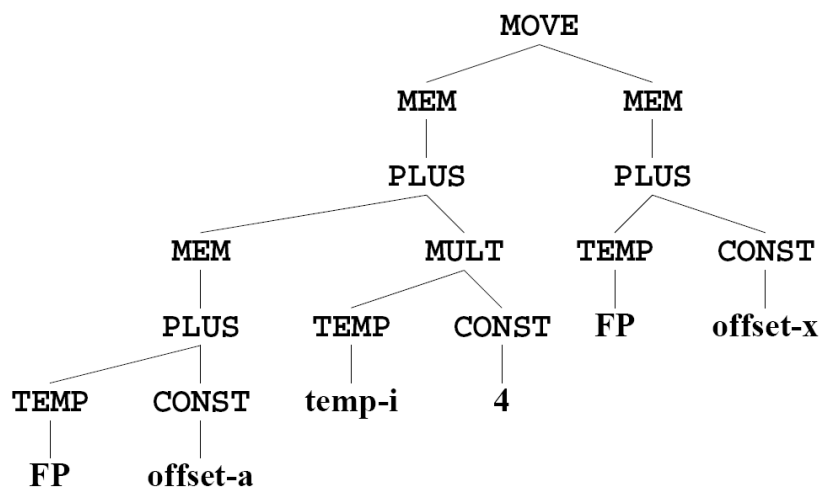 MOVE
MEM MEM
PLUS PLUS
MEM MULT TEMP CONST
PLUS TEMP CONST FP offset-x
TEMP CONST temp-i 4
FP offset-a